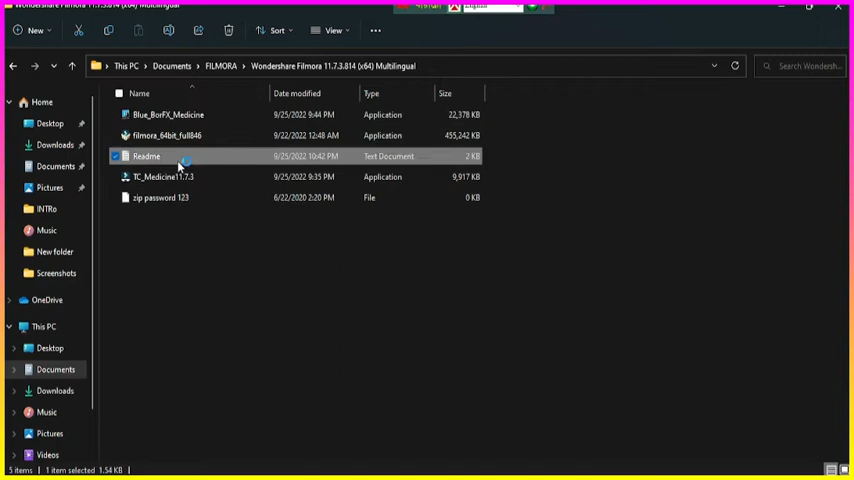 Wondershare Filmora 11.7.3.814 (x64) Multilingual
English
New Sort View
This PC Documents FILMORA Wondershare Filmora 11.7.3.814 (x64) Multilingual Search Wondersh...
Name Date modified Type Size
Home
Blue_BorFX_Medicine 9/25/2022 9:44 PM Application 22,378 KB
Desktop
filmora_64bit_full846 9/22/2022 12:48 AM Application 455,242 KB
Downloads
Readme 9/25/2022 10:42 PM Text Document 2 KB
Documents
TC_Medicine11.7.3 9/25/2022 9:35 PM Application 9,917 KB
Pictures
zip password 123 6/22/2020 2:20 PM File 0 KB
INTRo
Music
New folder
Screenshots
OneDrive
This PC
Desktop
Documents
Downloads
Music
Pictures
Videos
5 items 1 item selected 1.54 KB